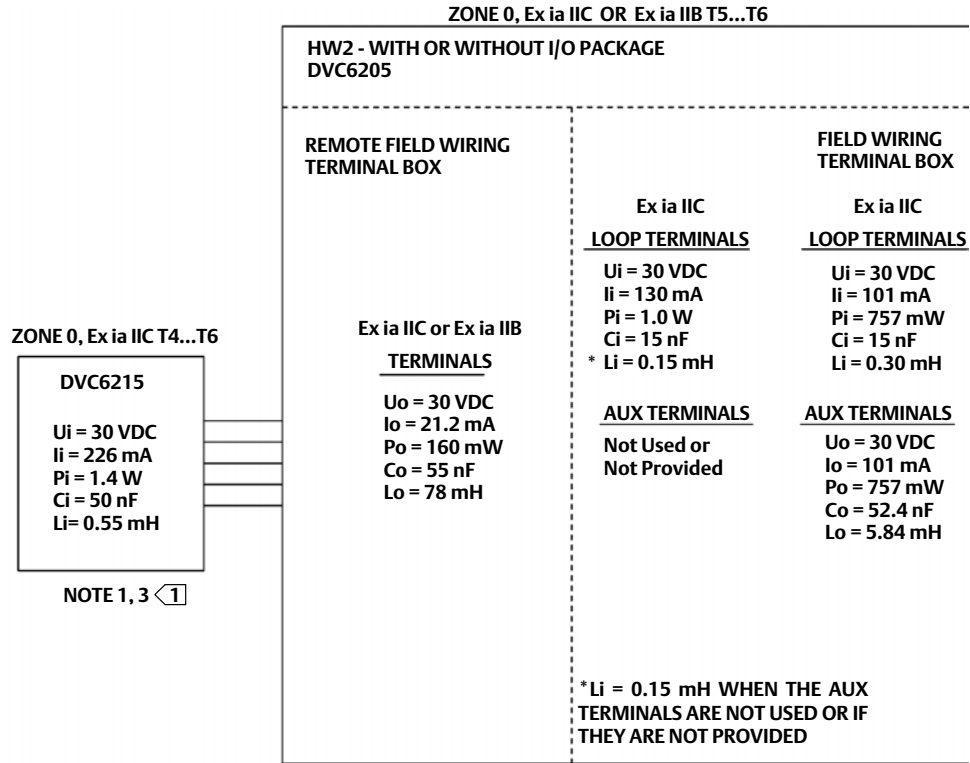 ZONE 0, Ex ia IIC OR Ex ia IIB T5...T6
HW2 - WITH OR WITHOUT I/O PACKAGE
DVC6205
REMOTE FIELD WIRING
TERMINAL BOX
FIELD WIRING
TERMINAL BOX
Ex ia IIC
LOOP TERMINALS
Ui = 30 VDC
Ii = 130 mA
Pi = 1.0 W
Ci = 15 nF
* Li = 0.15 mH
AUX TERMINALS
Not Used or
Not Provided
Ex ia IIC
LOOP TERMINALS
Ui = 30 VDC
Ii = 101 mA
Pi = 757 mW
Ci = 15 nF
Li = 0.30 mH
AUX TERMINALS
Uo = 30 VDC
Io = 101 mA
Po = 757 mW
Co = 52.4 nF
Lo = 5.84 mH
Ex ia IIC or Ex ia IIB
TERMINALS
Uo = 30 VDC
Io = 21.2 mA
Po = 160 mW
Co = 55 nF
Lo = 78 mH
ZONE 0, Ex ia IIC T4...T6
DVC6215
Ui = 30 VDC
Ii = 226 mA
Pi = 1.4 W
Ci = 50 nF
Li= 0.55 mH
NOTE 1, 3 1
*Li = 0.15 mH WHEN THE AUX
TERMINALS ARE NOT USED OR IF
THEY ARE NOT PROVIDED